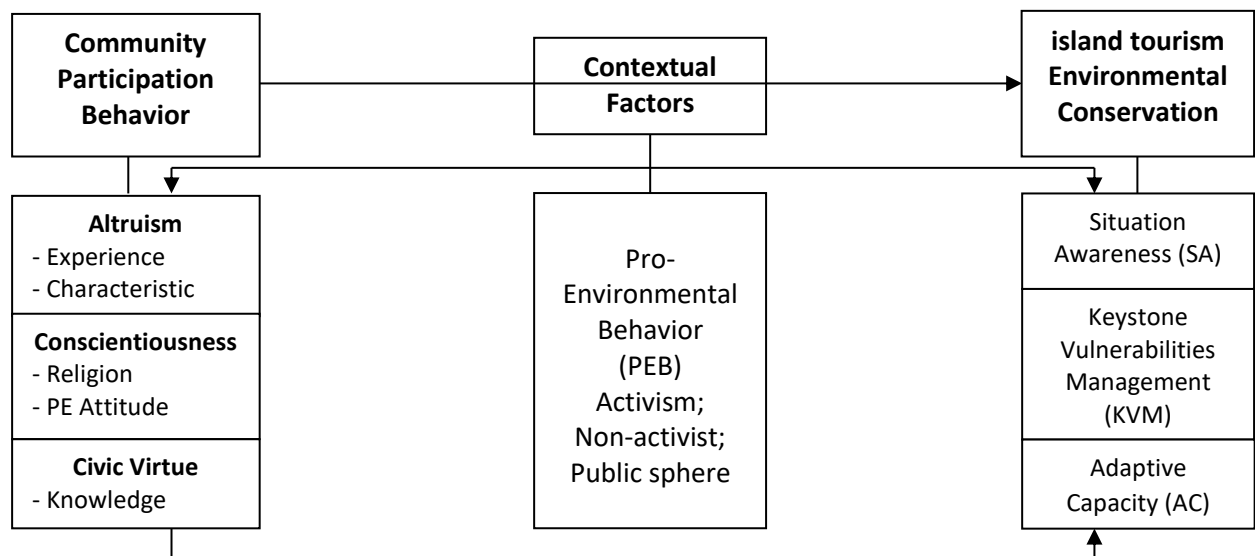 Community
Participation
Behavior
Contextual
Factors
island tourism
Environmental
Conservation
Altruism
- Experience
- Characteristic
Conscientiousness
- Religion
- PE Attitude
Civic Virtue
- Knowledge
Pro-
Environmental
Behavior
(PEB)
Activism;
Non-activist;
Public sphere
Situation
Awareness (SA)
Keystone
Vulnerabilities
Management
(KVM)
Adaptive
Capacity (AC)